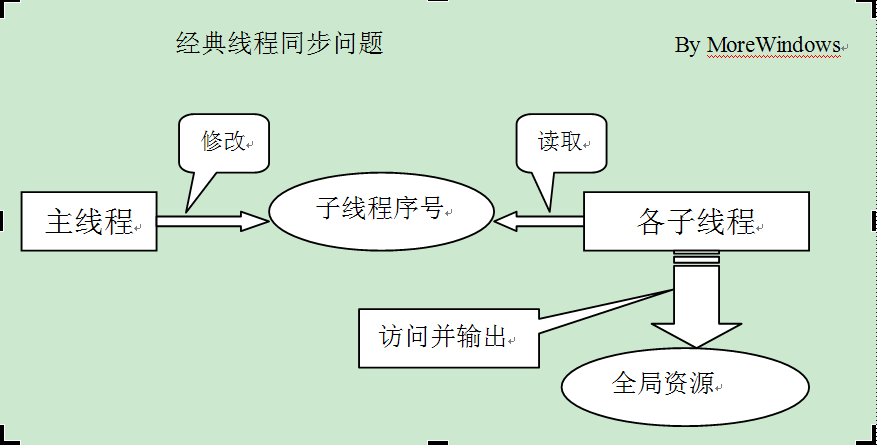 经典线程同步问题
By MoreWindows
修改
读取
主线程
子线程序号
各子线程
访问并输出
全局资源